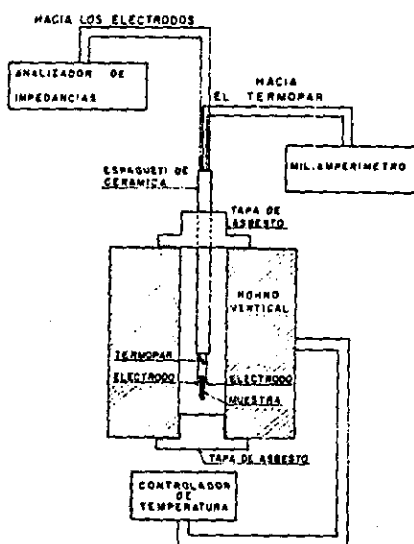 HACIA LOS ELECTRODOS
ANALIZADOR DE
IMPEDANCIAS
HACIA
EL TERMOPAR
MILAMPERIMETRO
ESPAGUETI DE
CERAMICA
TAPA DE
ASBESTO
HORNO
VERTICAL
TERMOPAR
ELECTRODO
ELECTRODO
MUESTRA
TAPA DE ASBESTO
CONTROLADOR
DE
TEMPERATURA